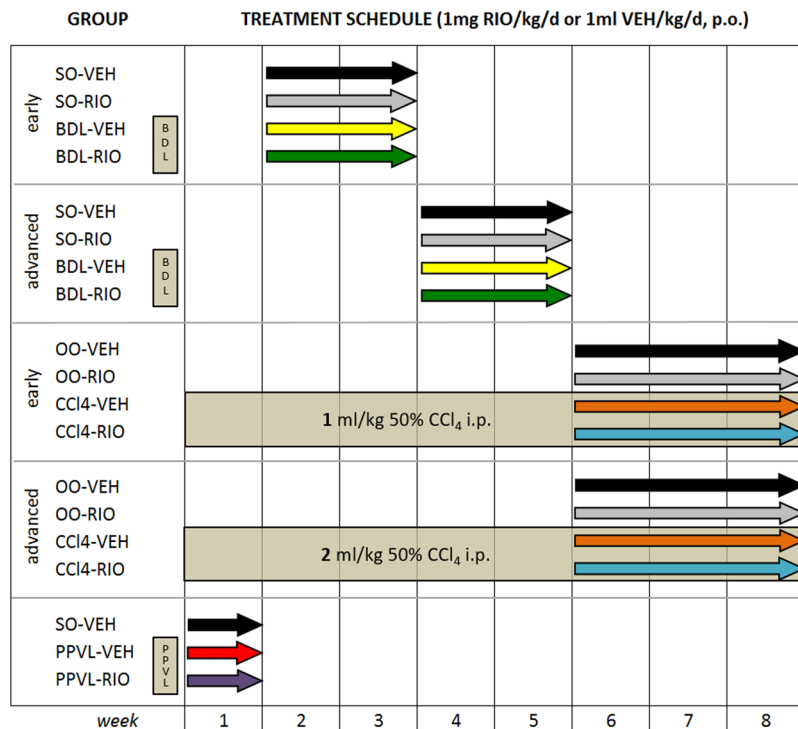 GROUP TREATMENT SCHEDULE (1mg RIO/kg/d or 1ml VEH/kg/d, p.o.)
early
SO-VEH
SO-RIO
BDL-VEH
BDL-RIO
BDL
advanced
SO-VEH
SO-RIO
BDL-VEH
BDL-RIO
BDL
early
OO-VEH
OO-RIO
CCl4-VEH
CCl4-RIO
1 ml/kg 50% CCl₄ i.p.
advanced
OO-VEH
OO-RIO
CCl4-VEH
CCl4-RIO
2 ml/kg 50% CCl₄ i.p.
SO-VEH
PPVL-VEH
PPVL-RIO
PPVL
week 1 2 3 4 5 6 7 8